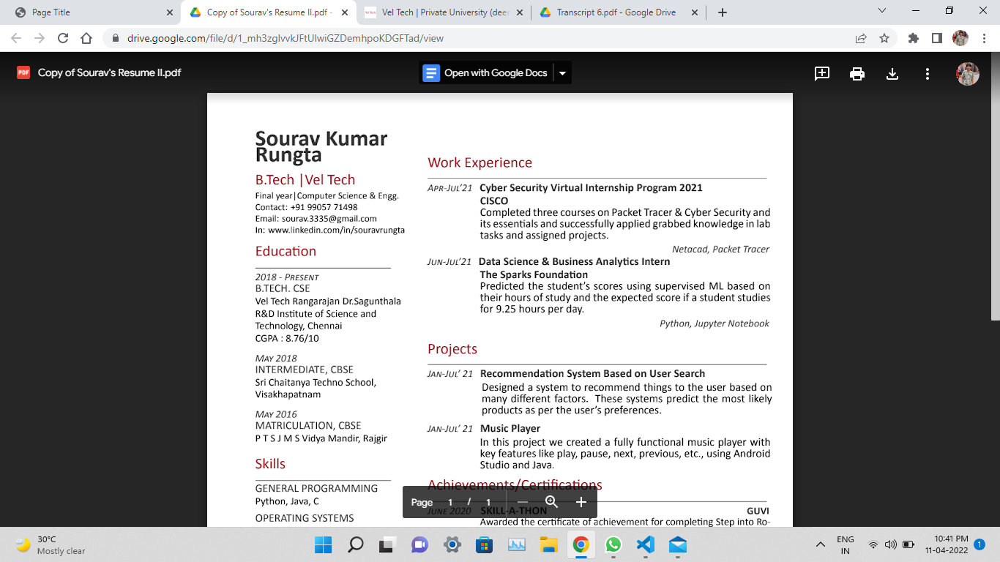 Page Title
Copy of Sourav's Resume II.pdf -
Vel Tech | Private University (deer
Transcript 6.pdf - Google Drive
drive.google.com/file/d/1_mh3zglvvkJFtUlwiGZDemhpoKDGFTad/view
PDF
Copy of Sourav's Resume II.pdf
Open with Google Docs
Sourav Kumar
Rungta
B.Tech |Vel Tech
Final year|Computer Science & Engg.
Contact: +91 99057 71498
Email: sourav.3335@gmail.com
In: www.linkedin.com/in/souravrungta
Education
2018 - PRESENT
B.TECH. CSE
Vel Tech Rangarajan Dr.Sagunthala
R&D Institute of Science and
Technology, Chennai
CGPA : 8.76/10
MAY 2018
INTERMEDIATE, CBSE
Sri Chaitanya Techno School,
Visakhapatnam
MAY 2016
MATRICULATION, CBSE
P T S J M S Vidya Mandir, Rajgir
Skills
GENERAL PROGRAMMING
Python, Java, C
OPERATING SYSTEMS
Work Experience
APR-JUL'21 Cyber Security Virtual Internship Program 2021
CISCO
Completed three courses on Packet Tracer & Cyber Security and
its essentials and successfully applied grabbed knowledge in lab
tasks and assigned projects.
Netacad, Packet Tracer
JUN-JUL'21 Data Science & Business Analytics Intern
The Sparks Foundation
Predicted the student's scores using supervised ML based on
their hours of study and the expected score if a student studies
for 9.25 hours per day.
Python, Jupyter Notebook
Projects
JAN-JUL' 21 Recommendation System Based on User Search
Designed a system to recommend things to the user based on
many different factors. These systems predict the most likely
products as per the user's preferences.
JAN-JUL' 21 Music Player
In this project we created a fully functional music player with
key features like play, pause, next, previous, etc., using Android
Studio and Java.
Achievements/Certifications
JUNE 2020 SKILL-A-THON GUVI
Awarded the certificate of achievement for completing Step into Ro-
Page 1 / 1
30°C
Mostly clear
ENG
IN
10:41 PM
11-04-2022
1